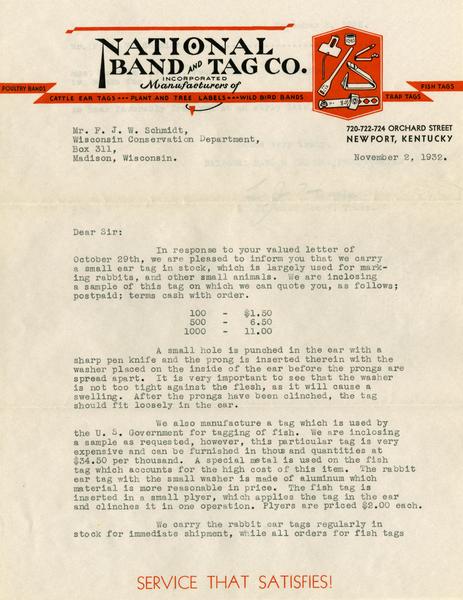 NATIONAL
BAND AND TAG CO.
INCORPORATED
Manufacturers of
POULTRY BANDS
FISH TAGS
CATTLE EAR TAGS PLANT AND TREE LABELS WILD BIRD BANDS
TRAP TAGS
720-722-724 ORCHARD STREET
NEWPORT, KENTUCKY
Mr. F. J. W. Schmidt,
Wisconsin Conservation Department,
Box 311,
Madison, Wisconsin.
November 2, 1932.
Dear Sir:
In response to your valued letter of
October 29th, we are pleased to inform you that we carry
a small ear tag in stock, which is largely used for mark-
ing rabbits, and other small animals. We are inclosing
a sample of this tag on which we can quote you, as follows;
postpaid; terms cash with order.
100 - $1.50
500 - 6.50
1000 - 11.00
A small hole is punched in the ear with a
sharp pen knife and the prong is inserted therein with the
washer placed on the inside of the ear before the prongs are
spread apart. It is very important to see that the washer
is not too tight against the flesh, as it will cause a
swelling. After the prongs have been clinched, the tag
should fit loosely in the ear.
We also manufacture a tag which is used by
the U. S. Government for tagging of fish. We are inclosing
a sample as requested, however, this particular tag is very
expensive and can be furnished in thous and quantities at
$34.50 per thousand. A special metal is used on the fish
tag which accounts for the high cost of this item. The rabbit
ear tag with the small washer is made of aluminum which
material is more reasonable in price. The fish tag is
inserted in a small plyer, which applies the tag in the ear
and clinches it in one operation. Plyers are priced $2.00 each.
We carry the rabbit ear tags regularly in
stock for immediate shipment, while all orders for fish tags
SERVICE THAT SATISFIES!